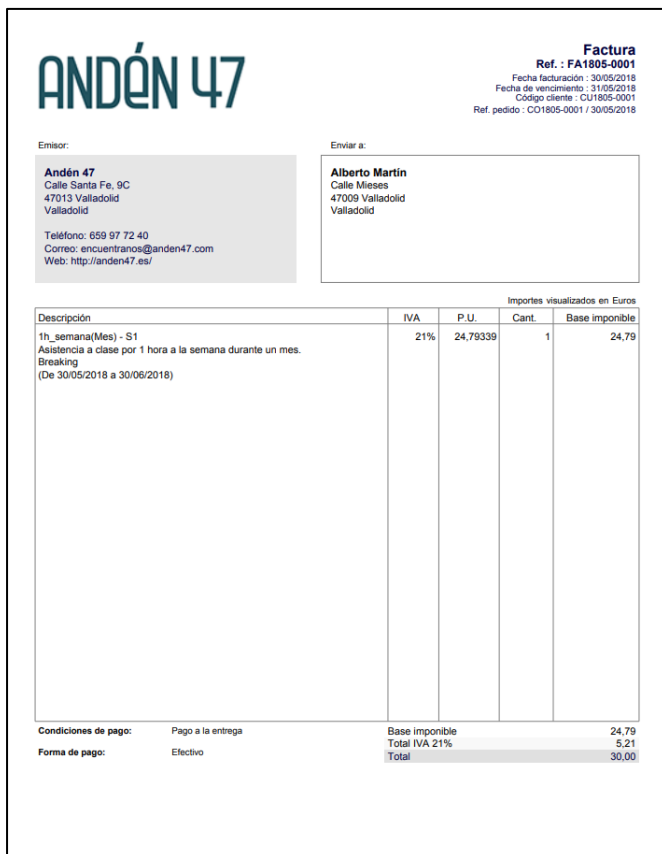 ANDÉN 47
Factura
Ref. : FA1805-0001
Fecha facturación : 30/05/2018
Fecha de vencimiento : 31/05/2018
Código cliente : CU1805-0001
Ref. pedido : CO1805-0001 / 30/05/2018
Emisor:
Andén 47
Calle Santa Fe, 9C
47013 Valladolid
Valladolid
Teléfono: 659 97 72 40
Correo: encuentranos@anden47.com
Web: http://anden47.es/
Enviar a:
Alberto Martín
Calle Mieses
47009 Valladolid
Valladolid
Importes visualizados en Euros
Descripción IVA P.U. Cant. Base imponible
1h_semana(Mes) - S1 21% 24,79339 1 24,79
Asistencia a clase por 1 hora a la semana durante un mes.
Breaking
(De 30/05/2018 a 30/06/2018)
Condiciones de pago: Pago a la entrega
Forma de pago: Efectivo
Base imponible 24,79
Total IVA 21% 5,21
Total 30,00